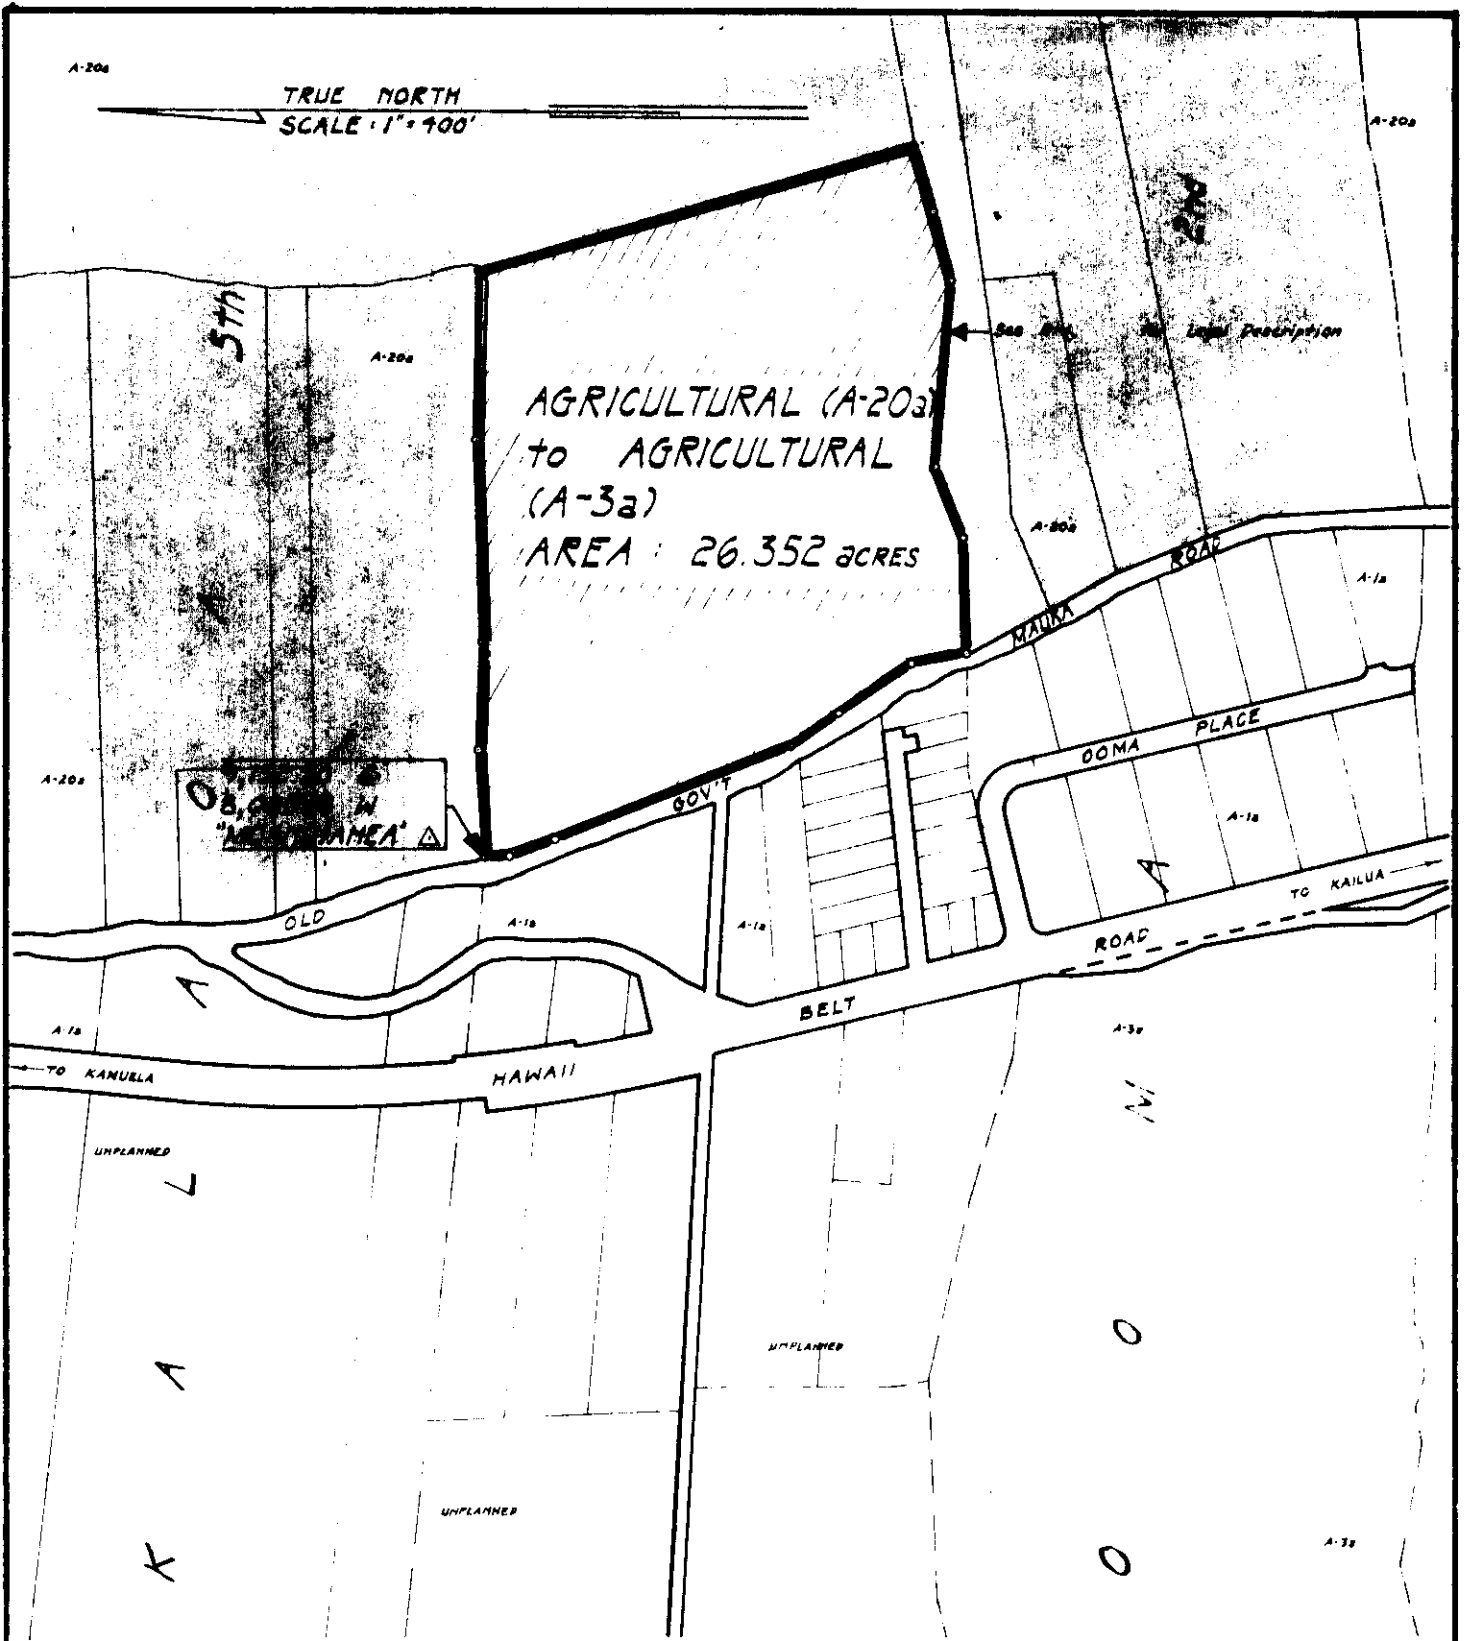 A-20a
TRUE NORTH
SCALE : 1" = 400'
A-20a
2nd
5th
A-20a
See
Legal Description
AGRICULTURAL (A-20a)
to AGRICULTURAL
(A-3a)
AREA : 26.352 acres
A-20a
A-1a
MAUKA
ROAD
OOMA PLACE
A-20a
GOV'T
A-1a
OLD
A-1a
A-1a
ROAD
TO KAILUA
BELT
A-1a
TO KAMUELA
HAWAII
A-3a
UNPLANNED
UNPLANNED
UNPLANNED
A-3a
K A L A O A
O O M A